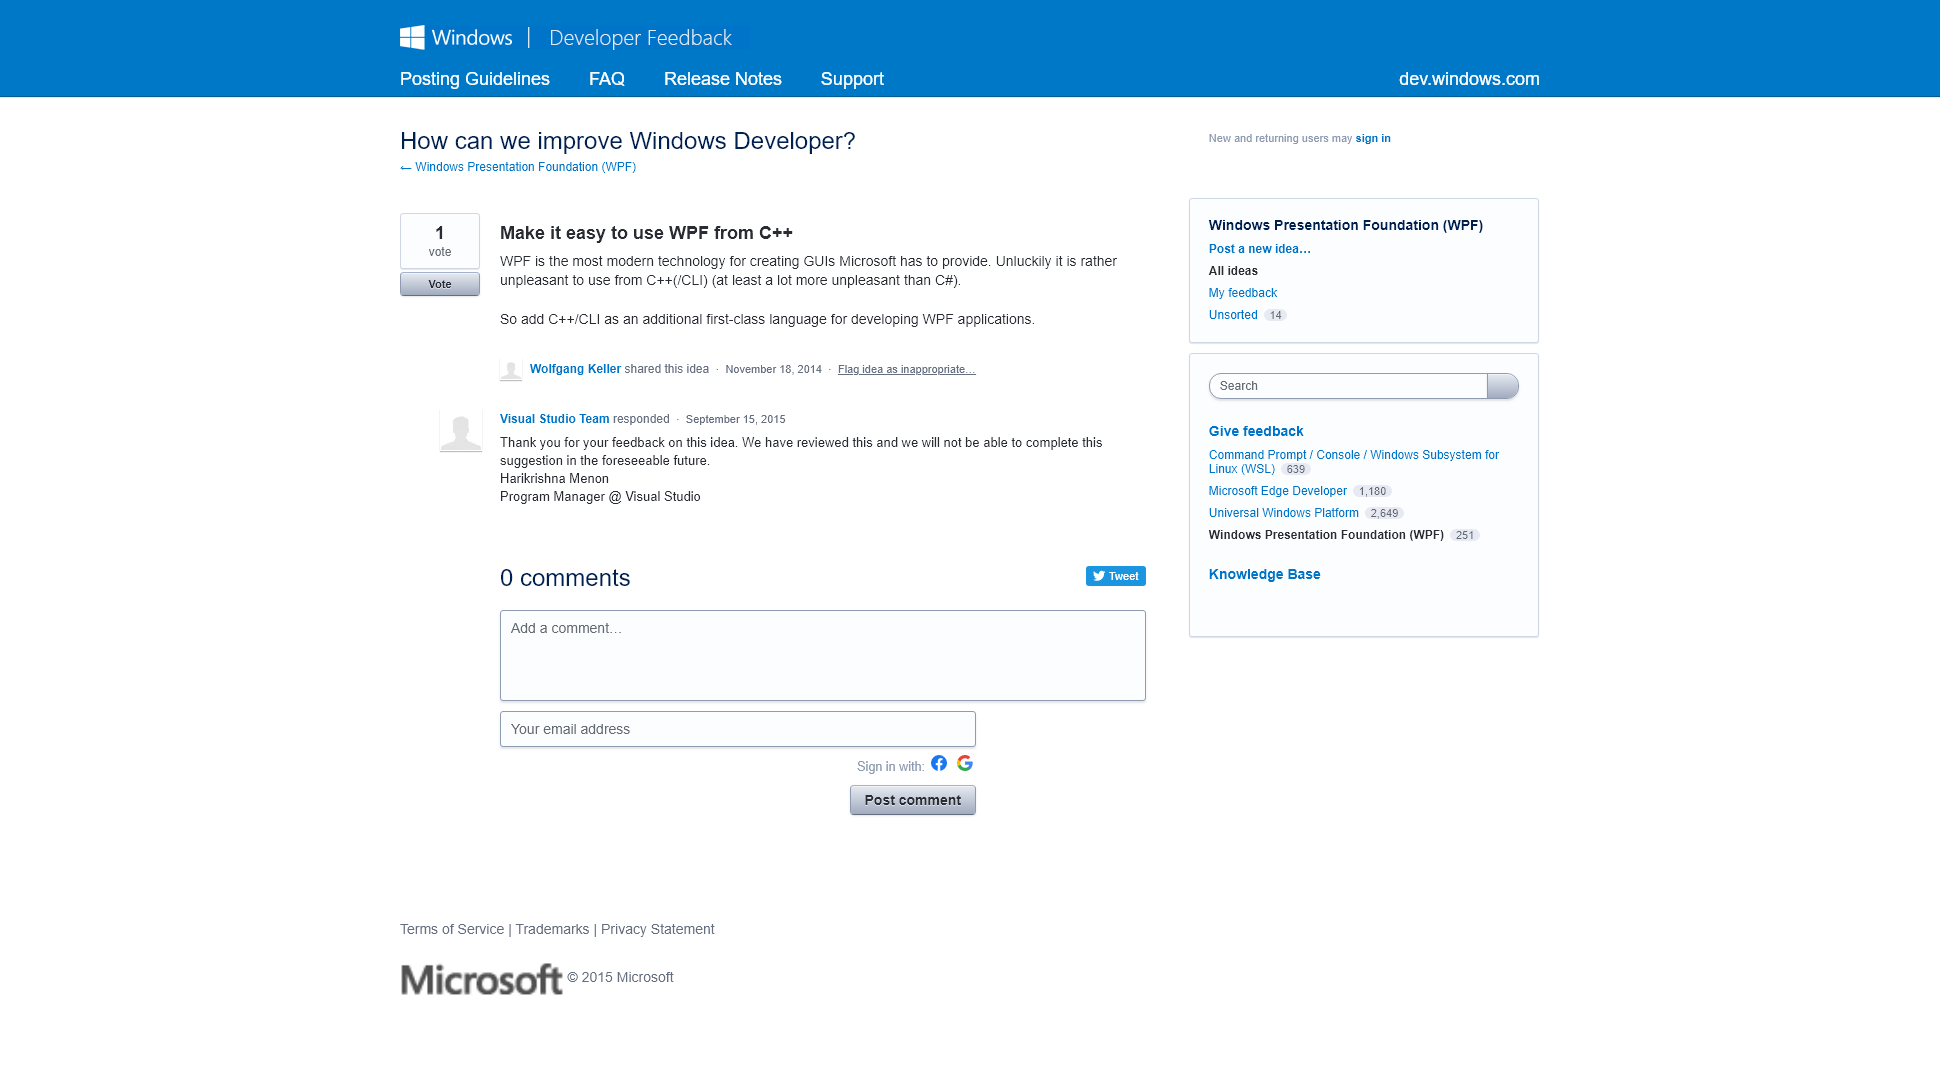 Windows | Developer Feedback
Posting Guidelines FAQ Release Notes Support dev.windows.com
How can we improve Windows Developer?
← Windows Presentation Foundation (WPF)
New and returning users may sign in
1
vote
Vote
Make it easy to use WPF from C++
WPF is the most modern technology for creating GUIs Microsoft has to provide. Unluckily it is rather
unpleasant to use from C++(/CLI) (at least a lot more unpleasant than C#).
So add C++/CLI as an additional first-class language for developing WPF applications.
Wolfgang Keller shared this idea · November 18, 2014 · Flag idea as inappropriate…
Visual Studio Team responded · September 15, 2015
Thank you for your feedback on this idea. We have reviewed this and we will not be able to complete this
suggestion in the foreseeable future.
Harikrishna Menon
Program Manager @ Visual Studio
0 comments
Tweet
Add a comment…
Your email address
Sign in with:
Post comment
Windows Presentation Foundation (WPF)
Post a new idea…
All ideas
My feedback
Unsorted 14
Search
Give feedback
Command Prompt / Console / Windows Subsystem for
Linux (WSL) 639
Microsoft Edge Developer 1,180
Universal Windows Platform 2,649
Windows Presentation Foundation (WPF) 251
Knowledge Base
Terms of Service | Trademarks | Privacy Statement
Microsoft © 2015 Microsoft